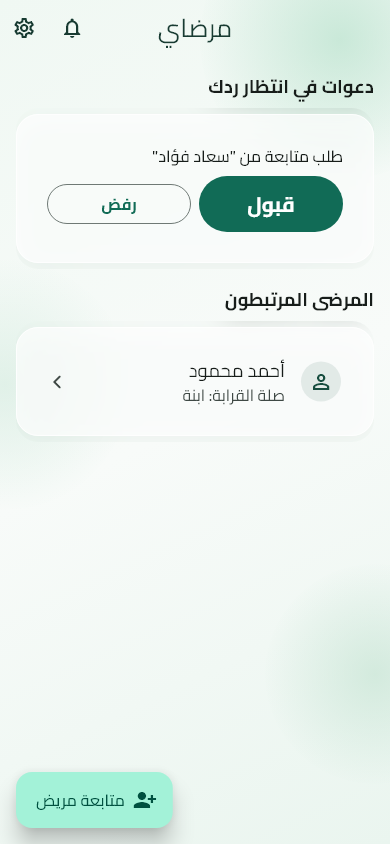 مرضاي
دعوات في انتظار ردك
طلب متابعة من "سعاد فؤاد"
قبول
رفض
المرضى المرتبطون
أحمد محمود
صلة القرابة: ابنة
متابعة مريض